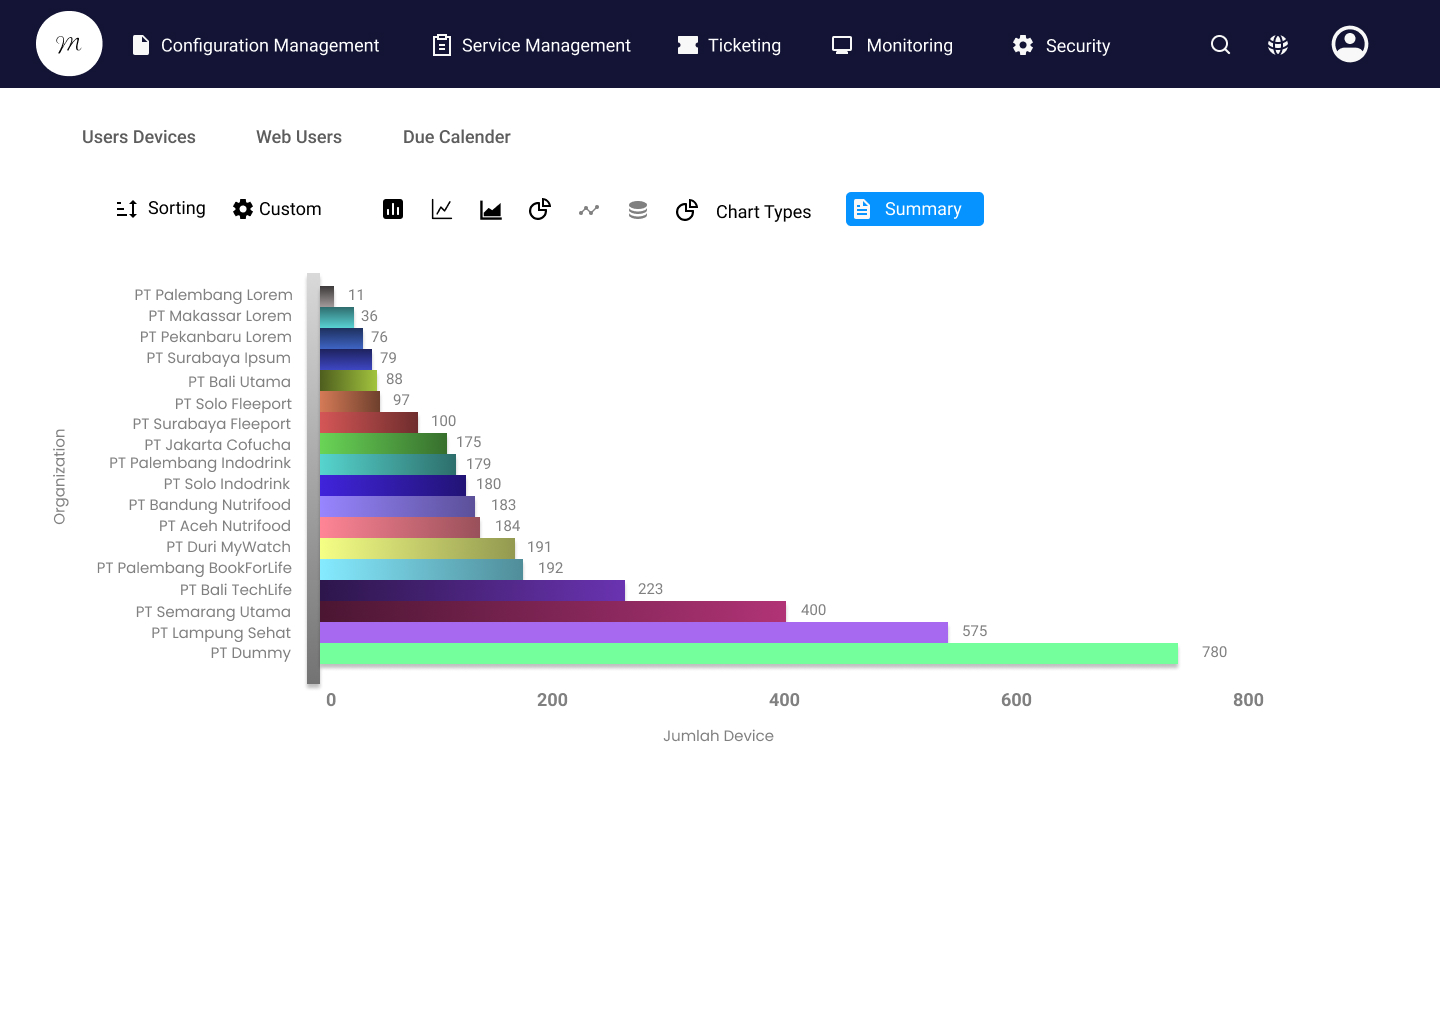 m
Configuration Management
Service Management
Ticketing
Monitoring
Security
Users Devices
Web Users
Due Calender
Sorting
Custom
Chart Types
Summary
Organization
PT Palembang Lorem 11
PT Makassar Lorem 36
PT Pekanbaru Lorem 76
PT Surabaya Ipsum 79
PT Bali Utama 88
PT Solo Fleeport 97
PT Surabaya Fleeport 100
PT Jakarta Cofucha 175
PT Palembang Indodrink 179
PT Solo Indodrink 180
PT Bandung Nutrifood 183
PT Aceh Nutrifood 184
PT Duri MyWatch 191
PT Palembang BookForLife 192
PT Bali TechLife 223
PT Semarang Utama 400
PT Lampung Sehat 575
PT Dummy 780
0 200 400 600 800
Jumlah Device